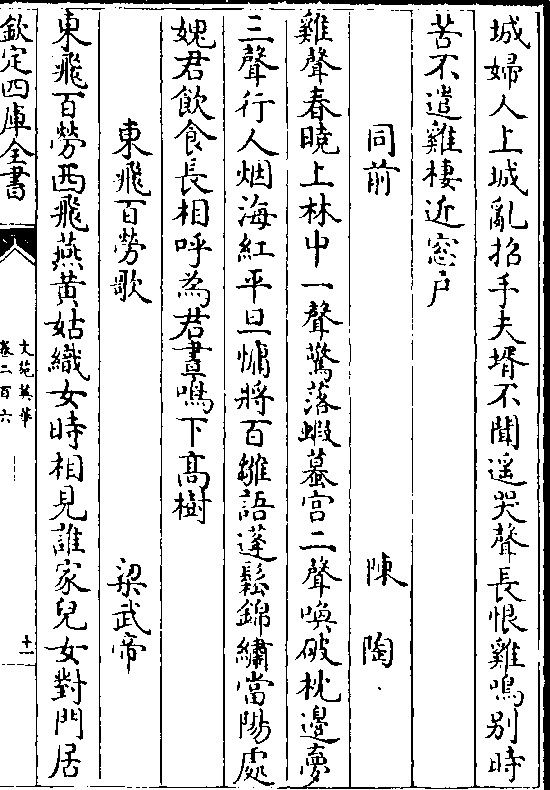 城婦人上城亂招手夫壻不聞遥哭聲長恨雞鳴别時
苦不遣雞棲近窓戶
同前 陳陶
雞聲春曉上林中一聲驚落蝦蟇宫二聲喚破枕邊夢
三聲行人烟海紅平旦慵將百雛語蓬鬆錦繡當陽處
媿君飲食長相呼為君晝鳴下髙樹
東飛百勞歌 梁武帝
東飛百勞西飛燕黄姑織女時相見誰家兒女對門居
欽定四庫全書
文苑英華
卷二百六
十一